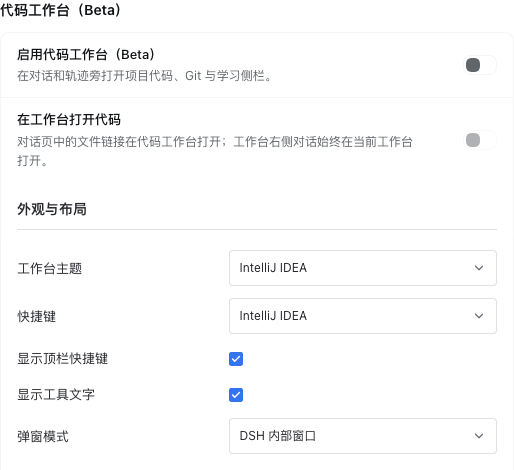 代码工作台（Beta）
启用代码工作台（Beta）
在对话和轨迹旁打开项目代码、Git 与学习侧栏。
在工作台打开代码
对话页中的文件链接在代码工作台打开；工作台右侧对话始终在当前工作台
打开。
外观与布局
工作台主题
IntelliJ IDEA
快捷键
IntelliJ IDEA
显示顶栏快捷键
显示工具文字
弹窗模式
DSH 内部窗口